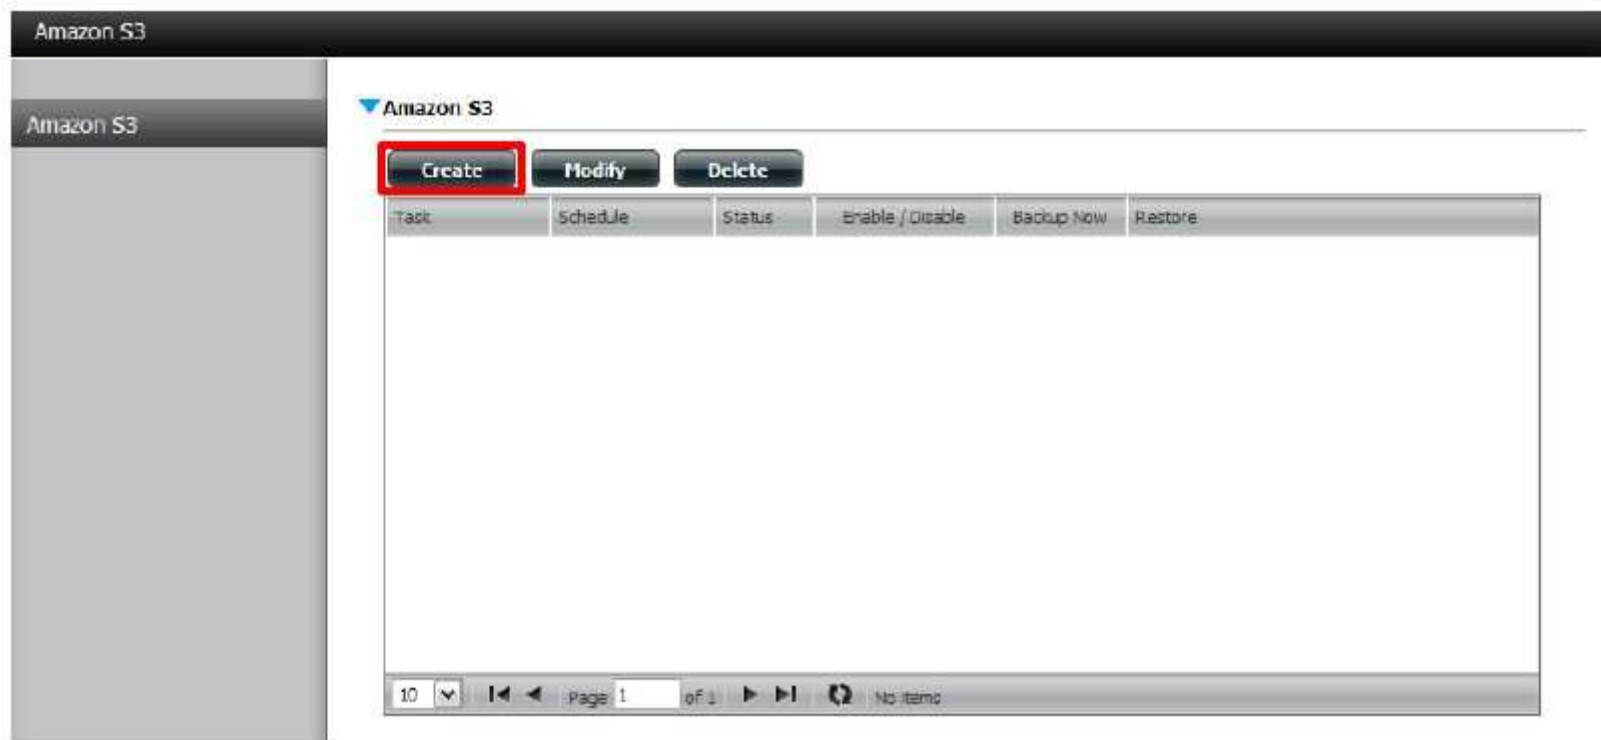 Amazon S3
Amazon S3
Amazon S3
Create Modify Delete
Task Schedule Status Enable / Disable Backup Now Restore
10 Page 1 of 1 No items